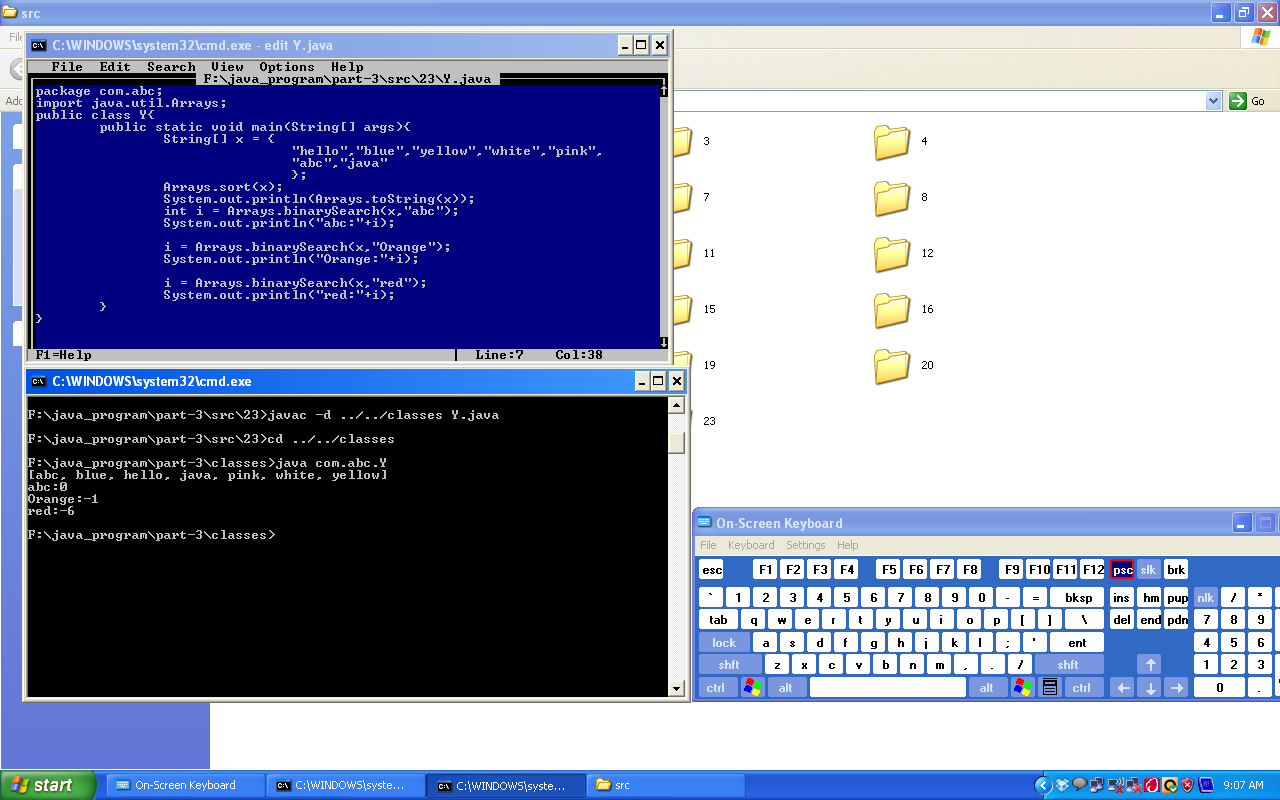 src
File
C:\WINDOWS\system32\cmd.exe - edit Y.java
File Edit Search View Options Help
F:\java_program\part-3\src\23\Y.java
package com.abc;
import java.util.Arrays;
public class Y{
public static void main(String[] args){
String[] x = {
"hello","blue","yellow","white","pink",
"abc","java"
};
Arrays.sort(x);
System.out.println(Arrays.toString(x));
int i = Arrays.binarySearch(x,"abc");
System.out.println("abc:"+i);
i = Arrays.binarySearch(x,"Orange");
System.out.println("Orange:"+i);
i = Arrays.binarySearch(x,"red");
System.out.println("red:"+i);
}
}
F1=Help Line:7 Col:38
Go
3 4
7 8
11 12
15 16
19 20
23
C:\WINDOWS\system32\cmd.exe
F:\java_program\part-3\src\23>javac -d ../../classes Y.java
F:\java_program\part-3\src\23>cd ../../classes
F:\java_program\part-3\classes>java com.abc.Y
[abc, blue, hello, java, pink, white, yellow]
abc:0
Orange:-1
red:-6
F:\java_program\part-3\classes>
On-Screen Keyboard
File Keyboard Settings Help
esc F1 F2 F3 F4 F5 F6 F7 F8 F9 F10 F11 F12 psc slk brk
` 1 2 3 4 5 6 7 8 9 0 - = bksp ins hm pup nlk / *
tab q w e r t y u i o p [ ] \ del end pdn 7 8 9
lock a s d f g h j k l ; ' ent 4 5 6
shft z x c v b n m , . / shft ↑ 1 2 3
ctrl alt alt ctrl ← ↓ → 0 .
start On-Screen Keyboard C:\WINDOWS\syste... C:\WINDOWS\syste... src 9:07 AM